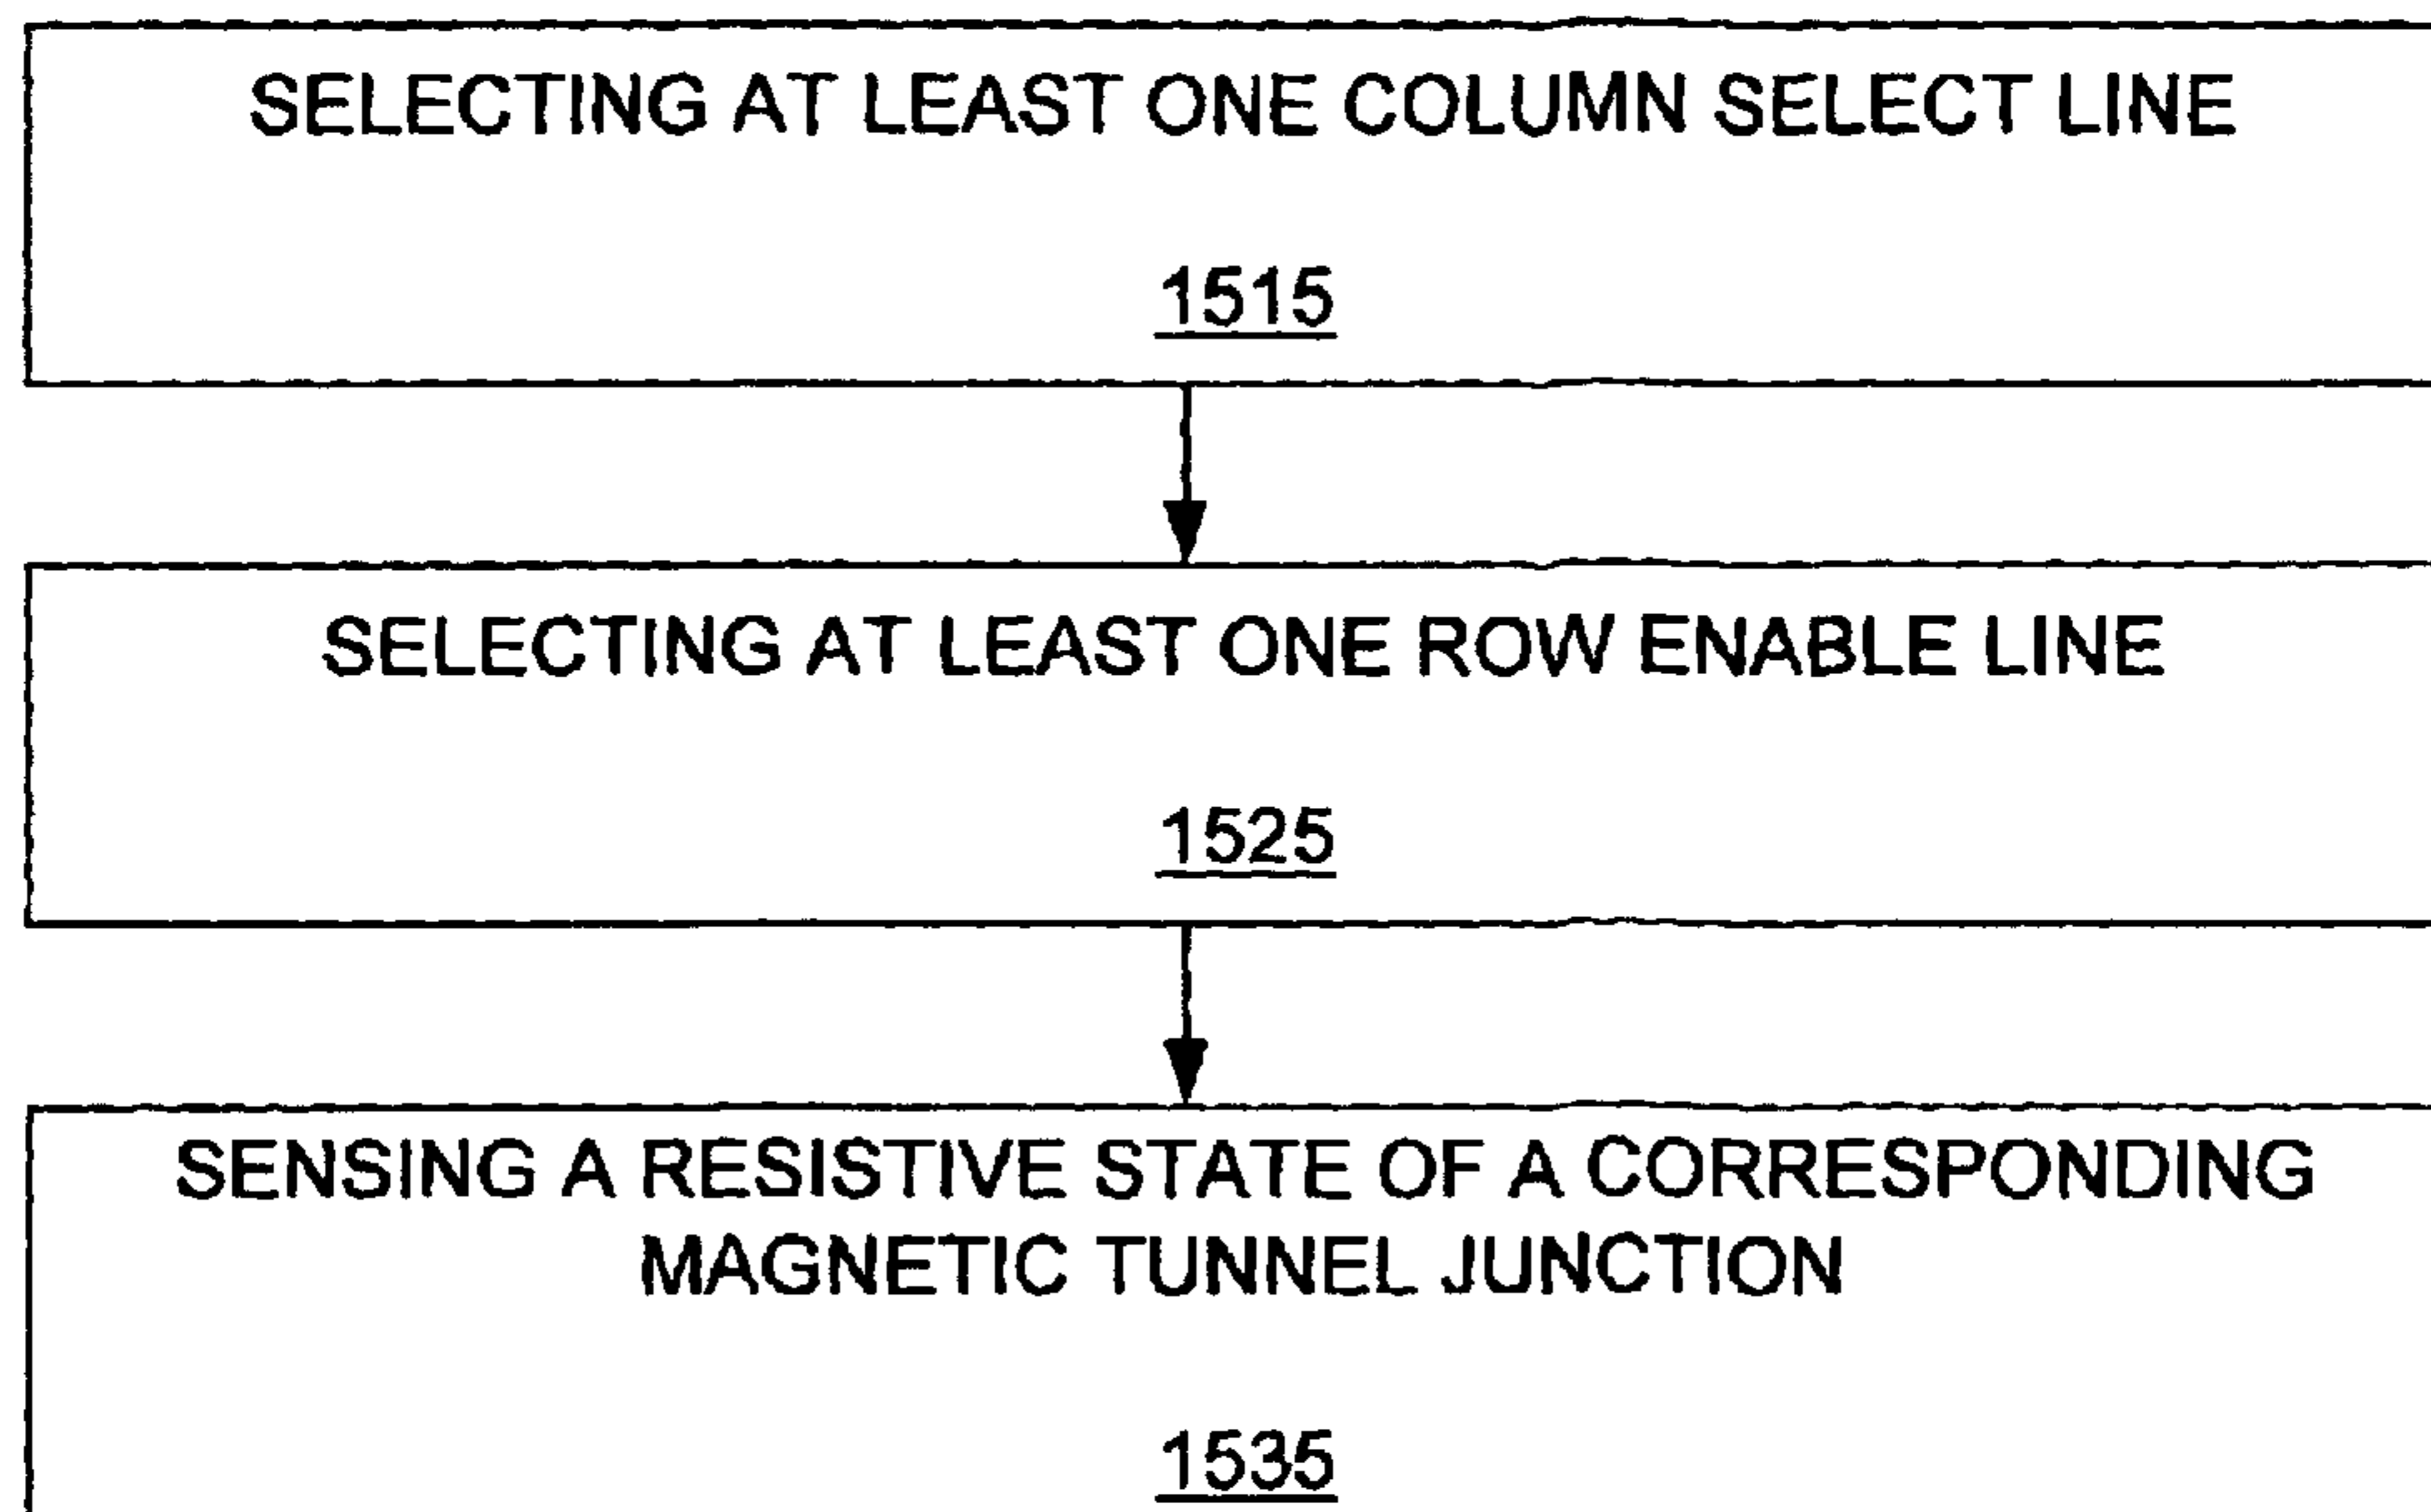 SELECTING AT LEAST ONE COLUMN SELECT LINE
1515
SELECTING AT LEAST ONE ROW ENABLE LINE
1525
SENSING A RESISTIVE STATE OF A CORRESPONDING
MAGNETIC TUNNEL JUNCTION
1535